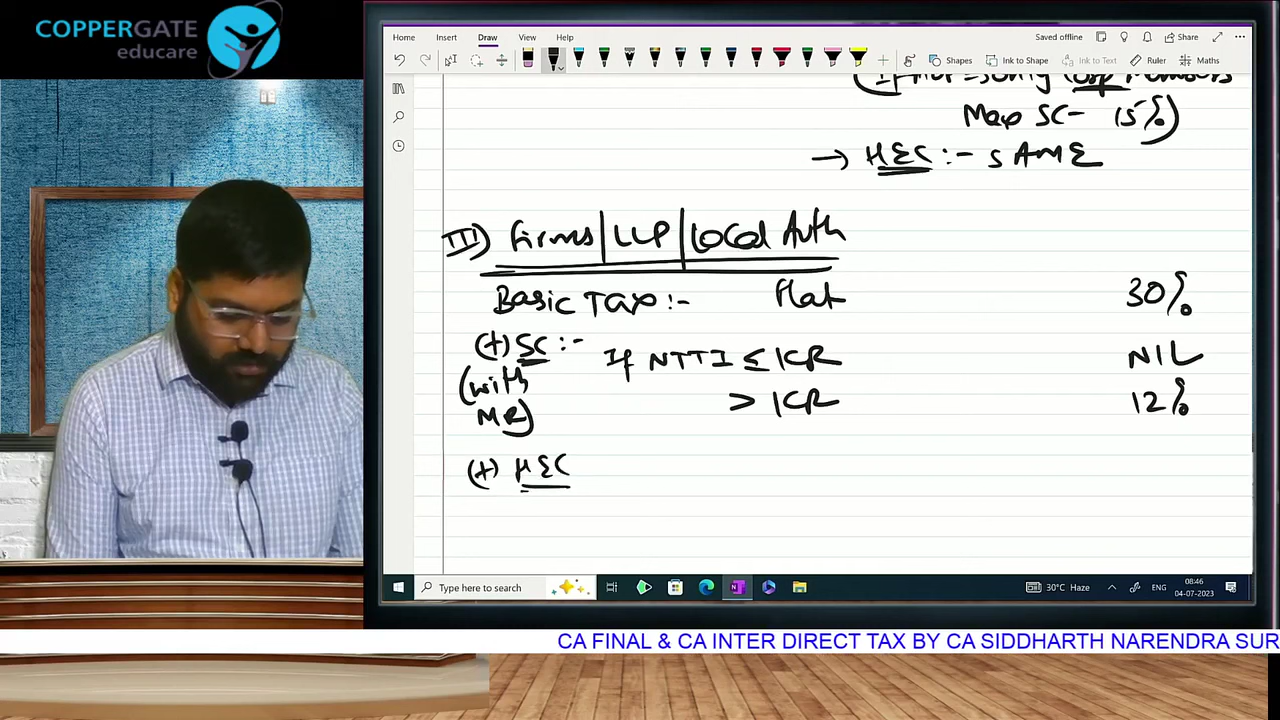 COPPERGATE
educare
Home Insert Draw View Help
Saved offline Share
Shapes Ink to Shape Ink to Text Ruler Maths
Max SC- 15%)
→ HEC :- SAME
III) Firms | LLP | Local Auth
Basic Tax :- Flat 30%
(+) SC :- If NTTI ≤ 1CR NIL
(with > 1CR 12%
MR)
(+) HEC
Type here to search
30°C Haze ENG 08:46
04-07-2023
CA FINAL & CA INTER DIRECT TAX BY CA SIDDHARTH NARENDRA SUR